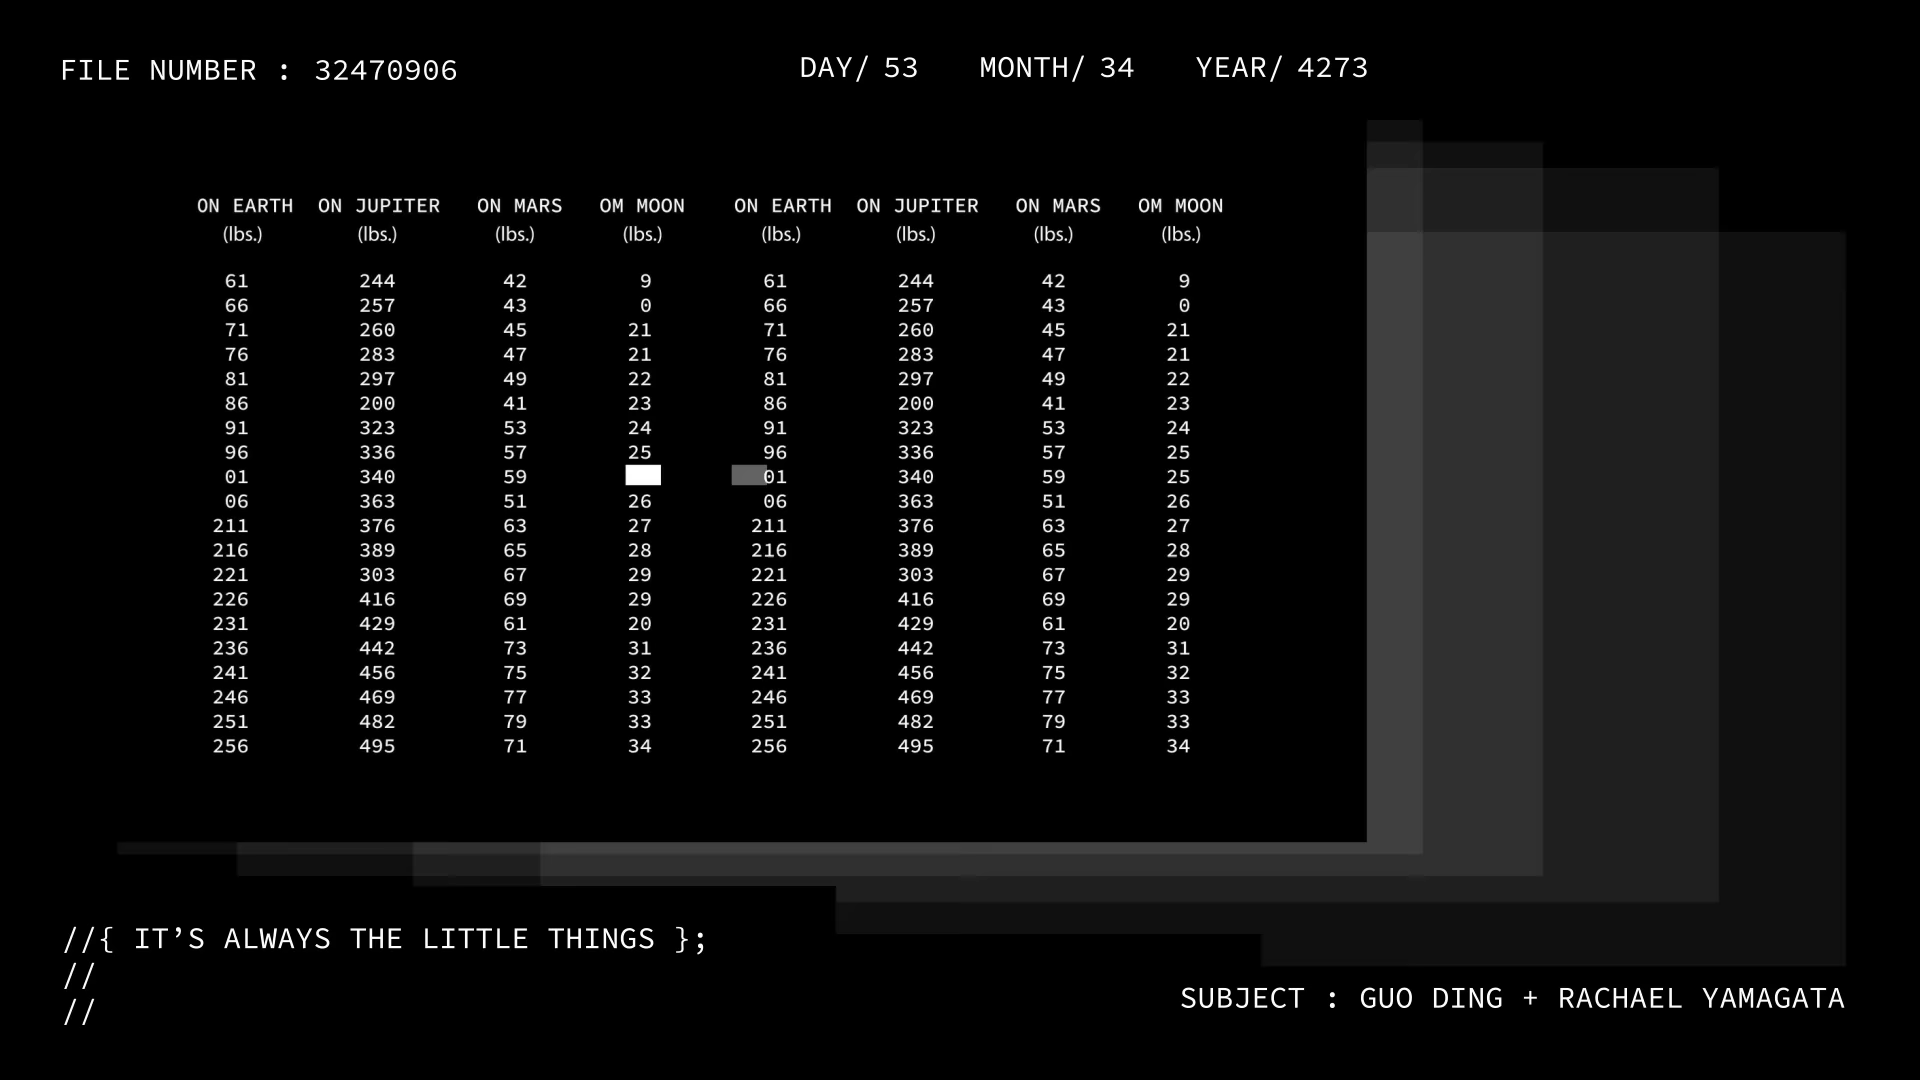 FILE NUMBER : 32470906 DAY/ 53 MONTH/ 34 YEAR/ 4273
ON EARTH ON JUPITER ON MARS OM MOON ON EARTH ON JUPITER ON MARS OM MOON
(lbs.) (lbs.) (lbs.) (lbs.) (lbs.) (lbs.) (lbs.) (lbs.)
61 244 42 9 61 244 42 9
66 257 43 0 66 257 43 0
71 260 45 21 71 260 45 21
76 283 47 21 76 283 47 21
81 297 49 22 81 297 49 22
86 200 41 23 86 200 41 23
91 323 53 24 91 323 53 24
96 336 57 25 96 336 57 25
01 340 59 01 340 59 25
06 363 51 26 06 363 51 26
211 376 63 27 211 376 63 27
216 389 65 28 216 389 65 28
221 303 67 29 221 303 67 29
226 416 69 29 226 416 69 29
231 429 61 20 231 429 61 20
236 442 73 31 236 442 73 31
241 456 75 32 241 456 75 32
246 469 77 33 246 469 77 33
251 482 79 33 251 482 79 33
256 495 71 34 256 495 71 34
//{ IT’S ALWAYS THE LITTLE THINGS };
//
//
SUBJECT : GUO DING + RACHAEL YAMAGATA